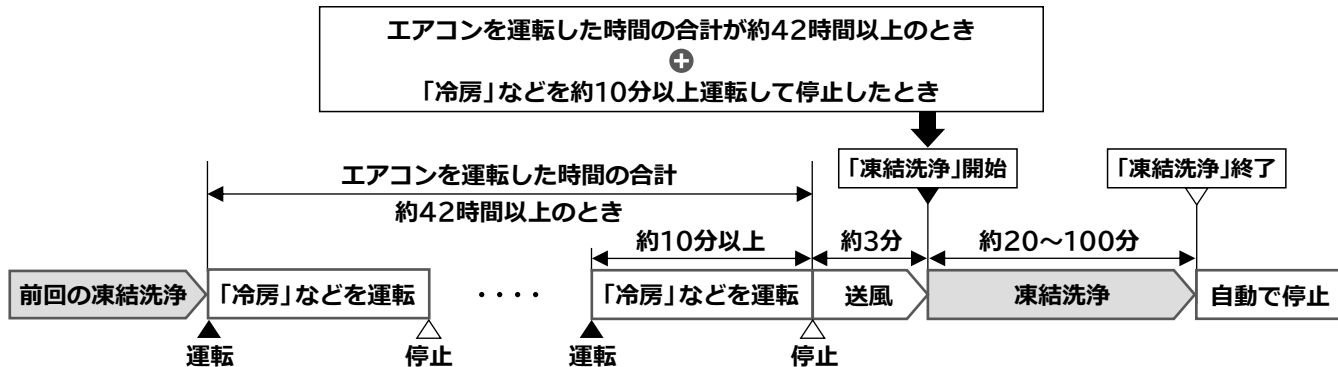 エアコンを運転した時間の合計が約42時間以上のとき
+
「冷房」などを約10分以上運転して停止したとき
エアコンを運転した時間の合計
約42時間以上のとき
「凍結洗浄」開始
「凍結洗浄」終了
約10分以上
約3分
約20〜100分
前回の凍結洗浄
「冷房」などを運転
・・・・
「冷房」などを運転
送風
凍結洗浄
自動で停止
運転
停止
運転
停止